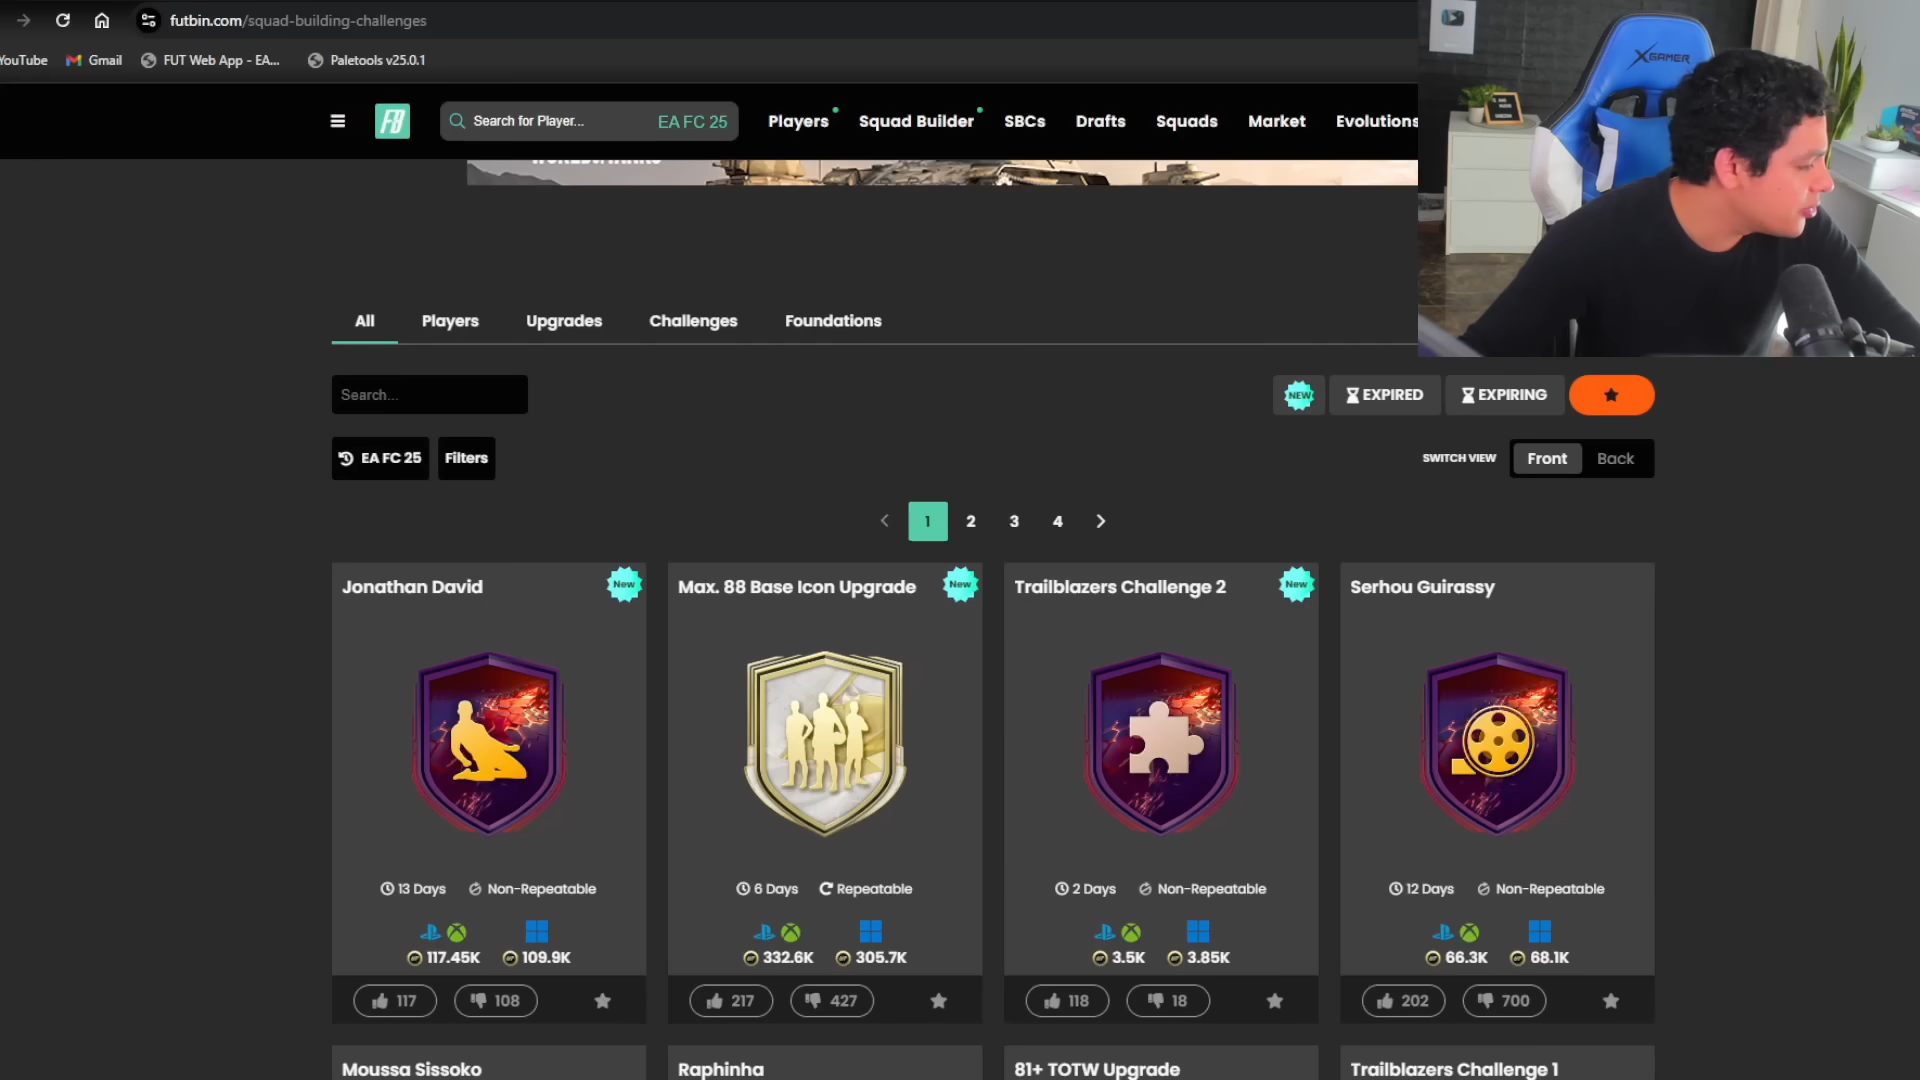 futbin.com/squad-building-challenges
YouTube
Gmail
FUT Web App - EA...
Paletools v25.0.1
FB
Search for Player...
EA FC 25
Players
Squad Builder
SBCs
Drafts
Squads
Market
Evolutions
XGAMER
All
Players
Upgrades
Challenges
Foundations
Search...
NEW
EXPIRED
EXPIRING
EA FC 25
Filters
SWITCH VIEW
Front
Back
1
2
3
4
Jonathan David
New
13 Days
Non-Repeatable
117.45K
109.9K
117
108
Max. 88 Base Icon Upgrade
New
6 Days
Repeatable
332.6K
305.7K
217
427
Trailblazers Challenge 2
New
2 Days
Non-Repeatable
3.5K
3.85K
118
18
Serhou Guirassy
12 Days
Non-Repeatable
66.3K
68.1K
202
700
Moussa Sissoko
Raphinha
81+ TOTW Upgrade
Trailblazers Challenge 1